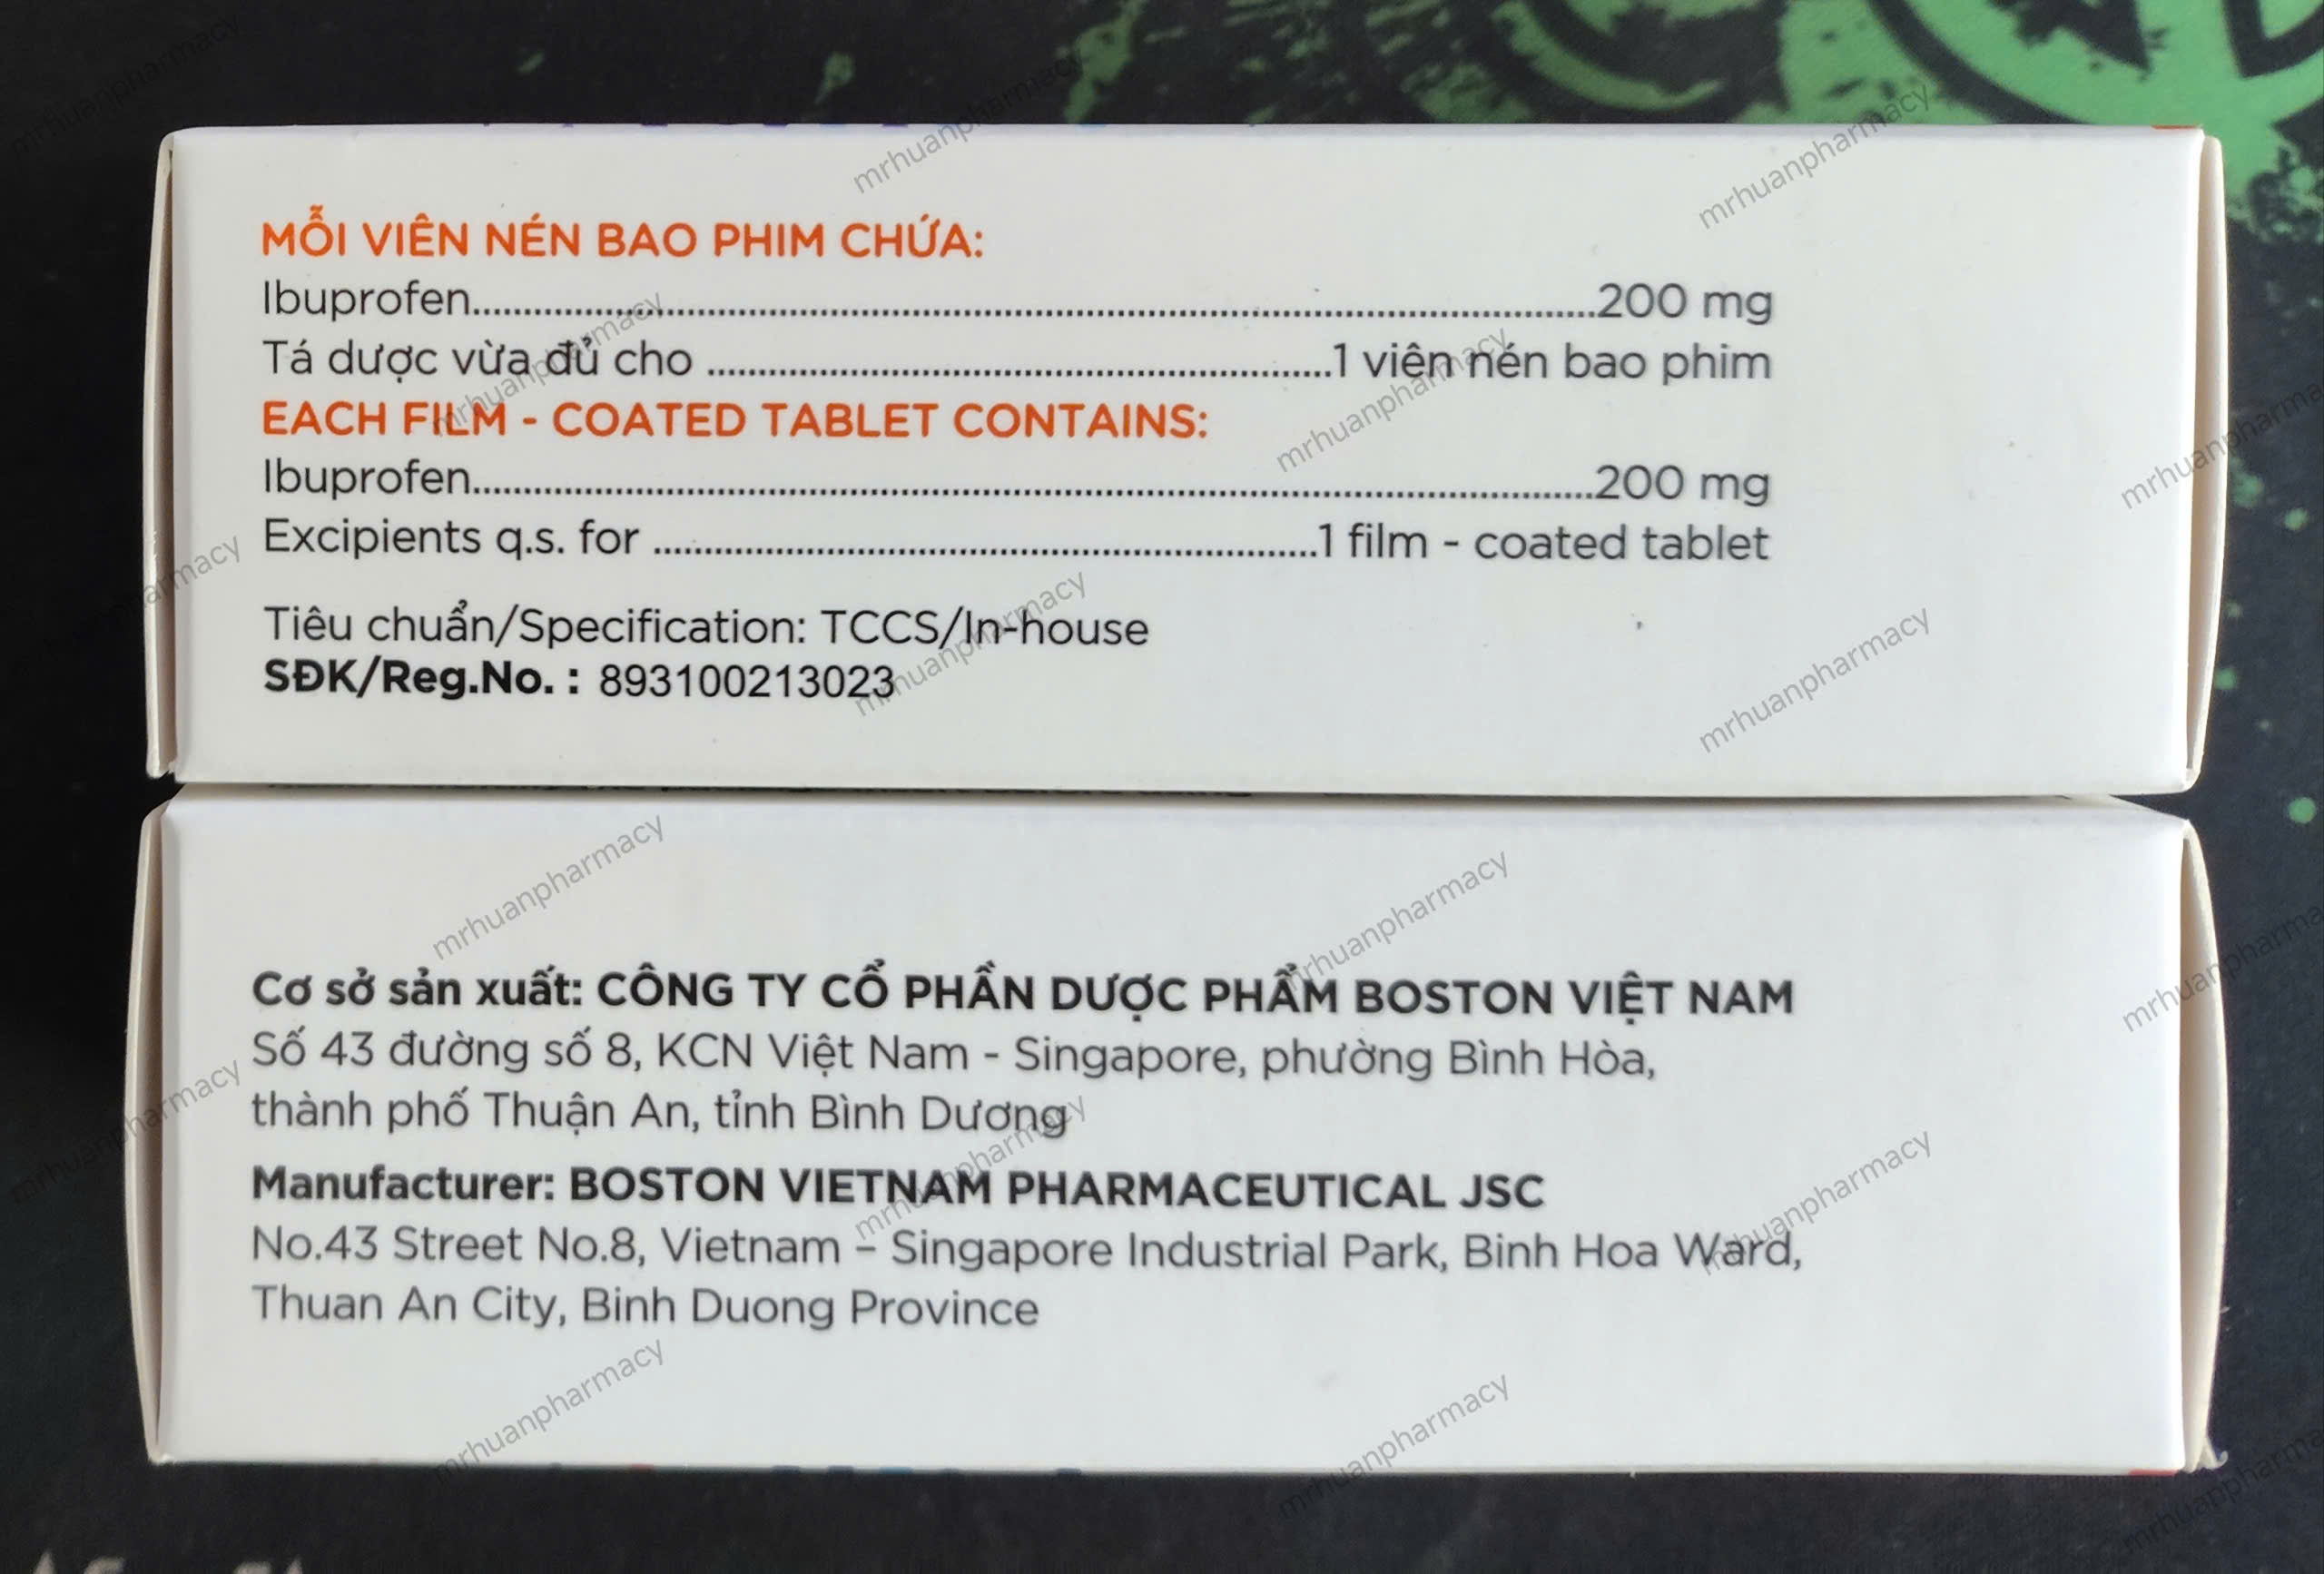 MỖI VIÊN NÉN BAO PHIM CHỨA:
Ibuprofen..........................................................................................................200 mg
Tá dược vừa đủ cho ............................................................1 viên nén bao phim
EACH FILM - COATED TABLET CONTAINS:
Ibuprofen..........................................................................................................200 mg
Excipients q.s. for ...............................................................1 film - coated tablet
Tiêu chuẩn/Specification: TCCS/In-house
SĐK/Reg.No. : 893100213023
Cơ sở sản xuất: CÔNG TY CỔ PHẦN DƯỢC PHẨM BOSTON VIỆT NAM
Số 43 đường số 8, KCN Việt Nam - Singapore, phường Bình Hòa,
thành phố Thuận An, tỉnh Bình Dương
Manufacturer: BOSTON VIETNAM PHARMACEUTICAL JSC
No.43 Street No.8, Vietnam – Singapore Industrial Park, Binh Hoa Ward,
Thuan An City, Binh Duong Province
mrhuanpharmacy